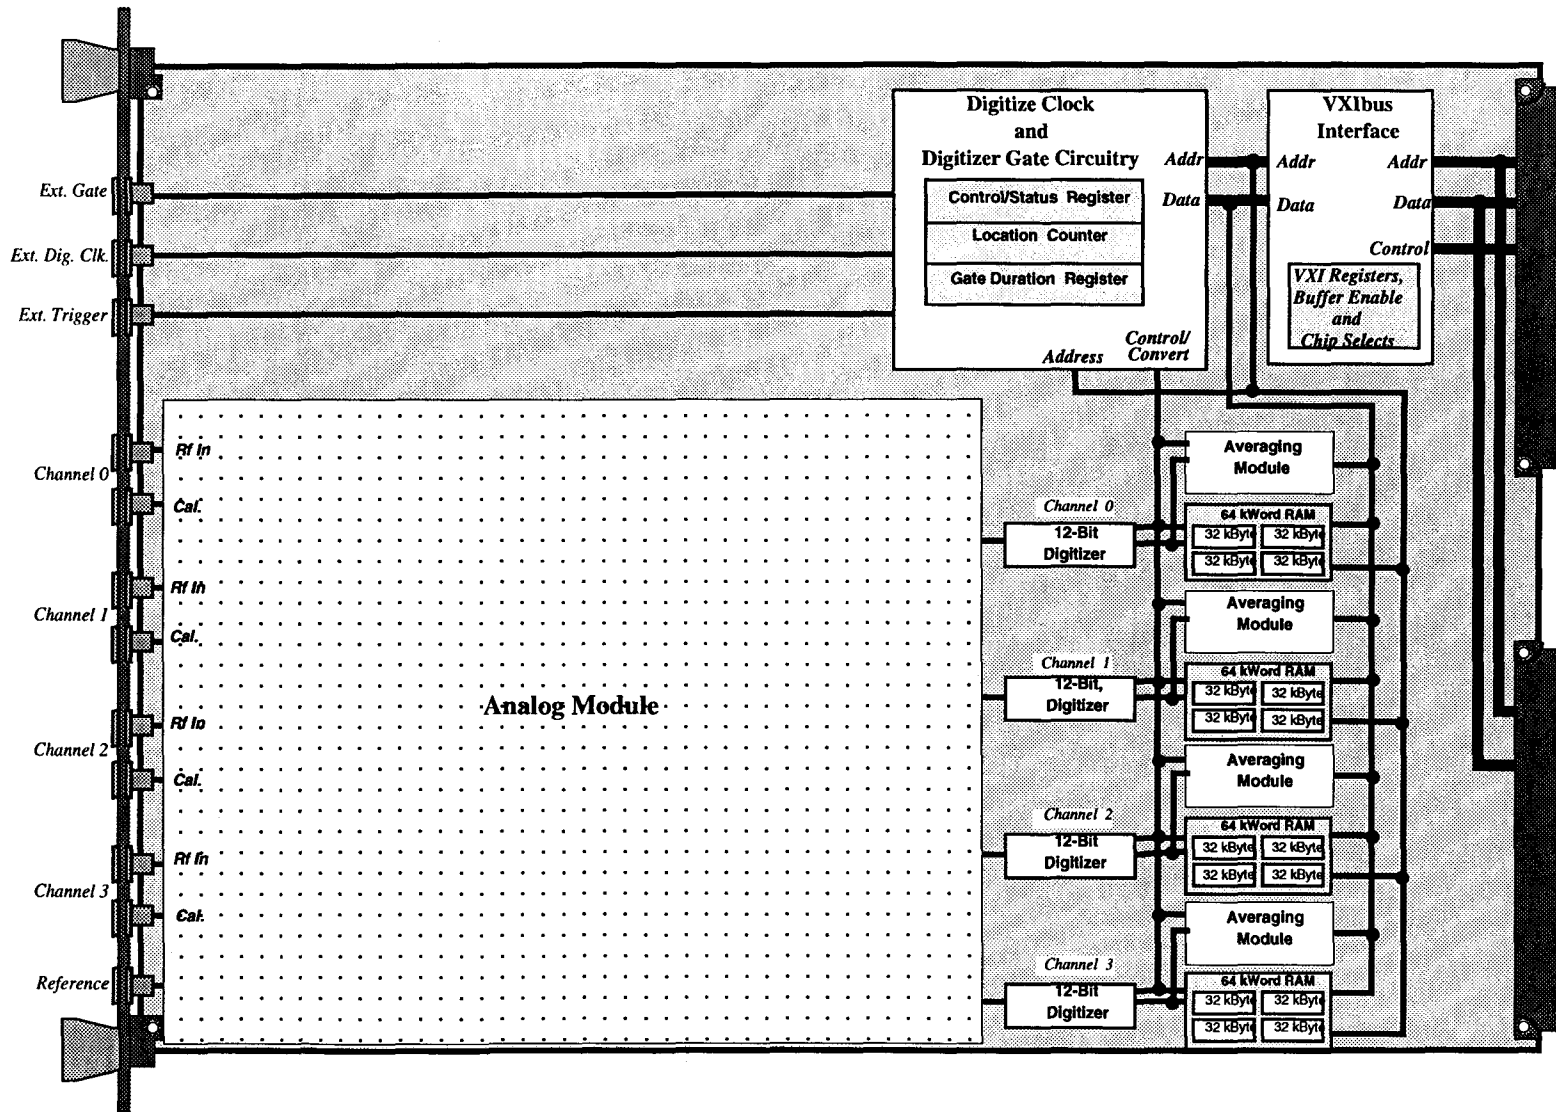 Digitize Clock
and
Digitizer Gate Circuitry
Control/Status Register
Location Counter
Gate Duration Register
Addr
Data
Address
Control/
Convert
VXIbus
Interface
Addr
Addr
Data
Data
Control
VXI Registers,
Buffer Enable
and
Chip Selects
Ext. Gate
Ext. Dig. Clk.
Ext. Trigger
Channel 0
Rf In
Cal.
Channel 1
Rf In
Cal.
Channel 2
Rf In
Cal.
Channel 3
Rf In
Cal.
Reference
Analog Module
Channel 0
12-Bit
Digitizer
Averaging
Module
64 kWord RAM
32 kByte 32 kByte
32 kByte 32 kByte
Channel 1
12-Bit,
Digitizer
Averaging
Module
64 kWord RAM
32 kByte 32 kByte
32 kByte 32 kByte
Channel 2
12-Bit
Digitizer
Averaging
Module
64 kWord RAM
32 kByte 32 kByte
32 kByte 32 kByte
Channel 3
12-Bit
Digitizer
Averaging
Module
64 kWord RAM
32 kByte 32 kByte
32 kByte 32 kByte